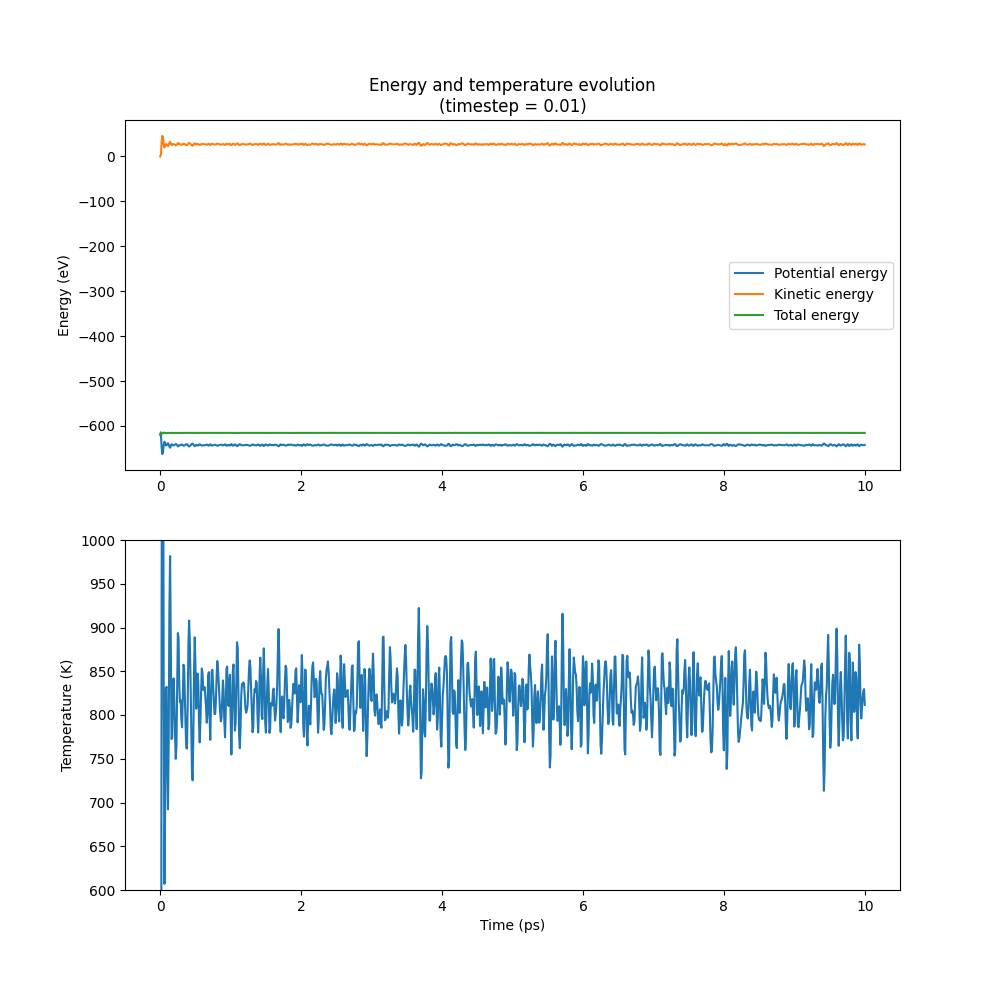 Energy and temperature evolution
(timestep = 0.01)
Energy (eV)
0
−100
−200
−300
−400
−500
−600
Potential energy
Kinetic energy
Total energy
0 2 4 6 8 10
Temperature (K)
1000
950
900
850
800
750
700
650
600
0 2 4 6 8 10
Time (ps)